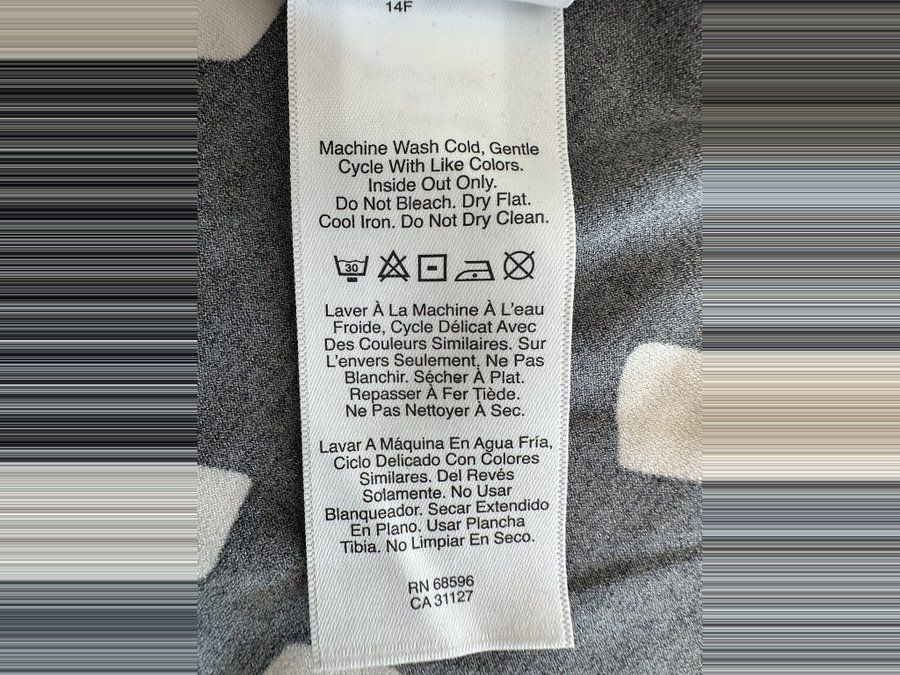 14F
Machine Wash Cold, Gentle
Cycle With Like Colors.
Inside Out Only.
Do Not Bleach. Dry Flat.
Cool Iron. Do Not Dry Clean.
30
Laver À La Machine À L'eau
Froide, Cycle Délicat Avec
Des Couleurs Similaires. Sur
L'envers Seulement, Ne Pas
Blanchir. Sécher À Plat.
Repasser À Fer Tiède.
Ne Pas Nettoyer À Sec.
Lavar A Máquina En Agua Fría,
Ciclo Delicado Con Colores
Similares. Del Revés
Solamente. No Usar
Blanqueador. Secar Extendido
En Plano. Usar Plancha
Tibia. No Limpiar En Seco.
RN 68596
CA 31127